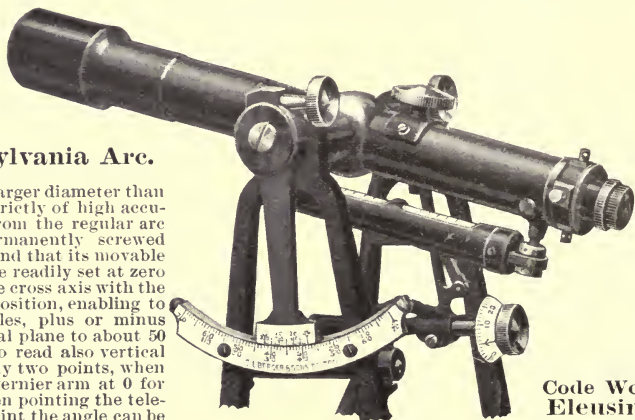 ylvania Arc.
arger diameter than
rictly of high accu-
rom the regular arc
rmanently screwed
nd that its movable
e readily set at zero
e cross axis with the
osition, enabling to
les, plus or minus
al plane to about 50
o read also vertical
ly two points, when
ernier arm at 0 for
en pointing the tele-
int the angle can be
Code Wo
Eleusin